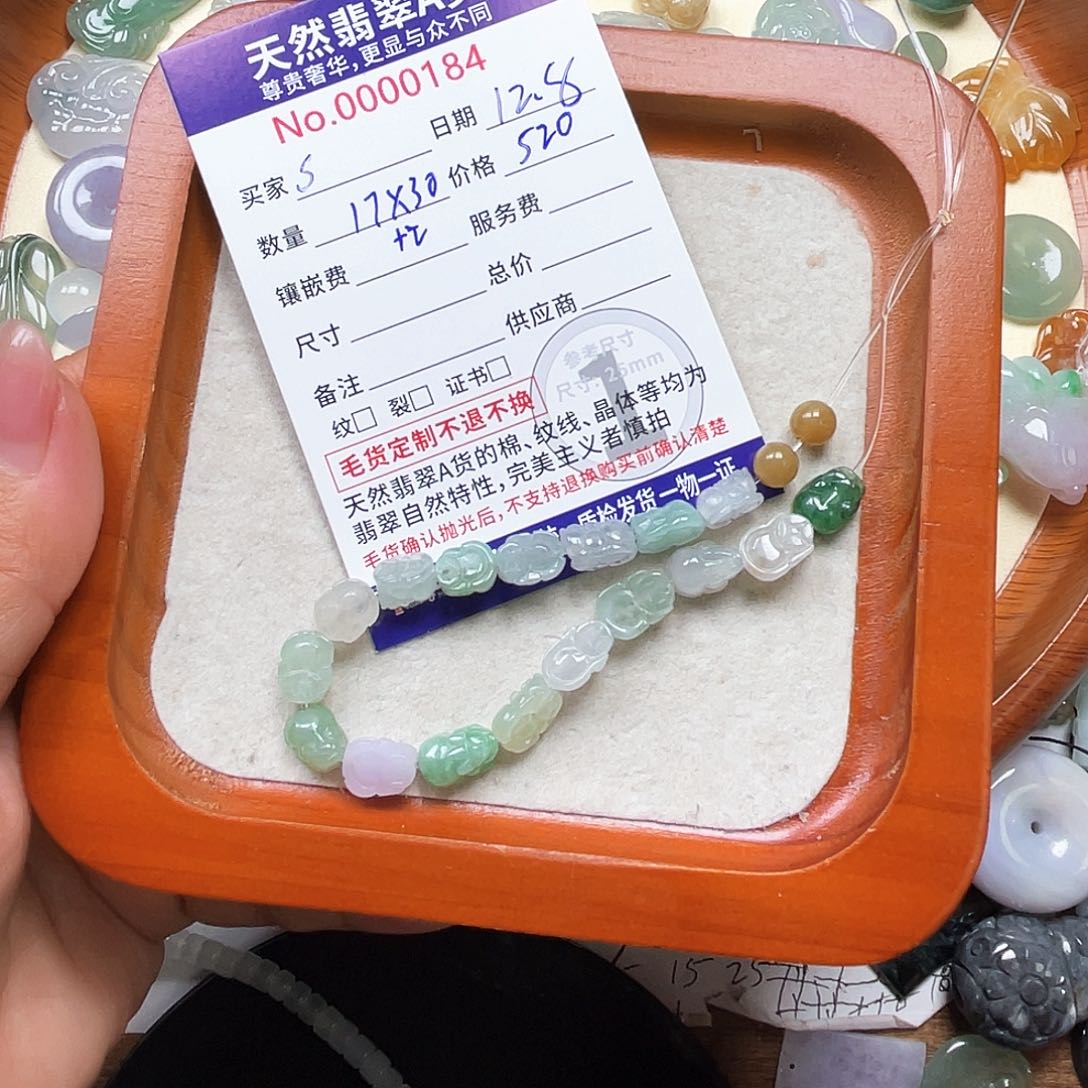 天然翡翠A货
尊贵奢华,更显与众不同
No.0000184
日期 12.8
买家 S 价格 520
数量 17X30 服务费
+2
镶嵌费 总价
尺寸 供应商
备注
纹□ 裂□ 证书□
参考尺寸
尺寸: 25mm
1
毛货定制不退不换
天然翡翠A货的棉、纹线、晶体等均为
翡翠自然特性,完美主义者慎拍
毛货确认抛光后,不支持退换购买前确认清楚
质检发货一物一证
15 25